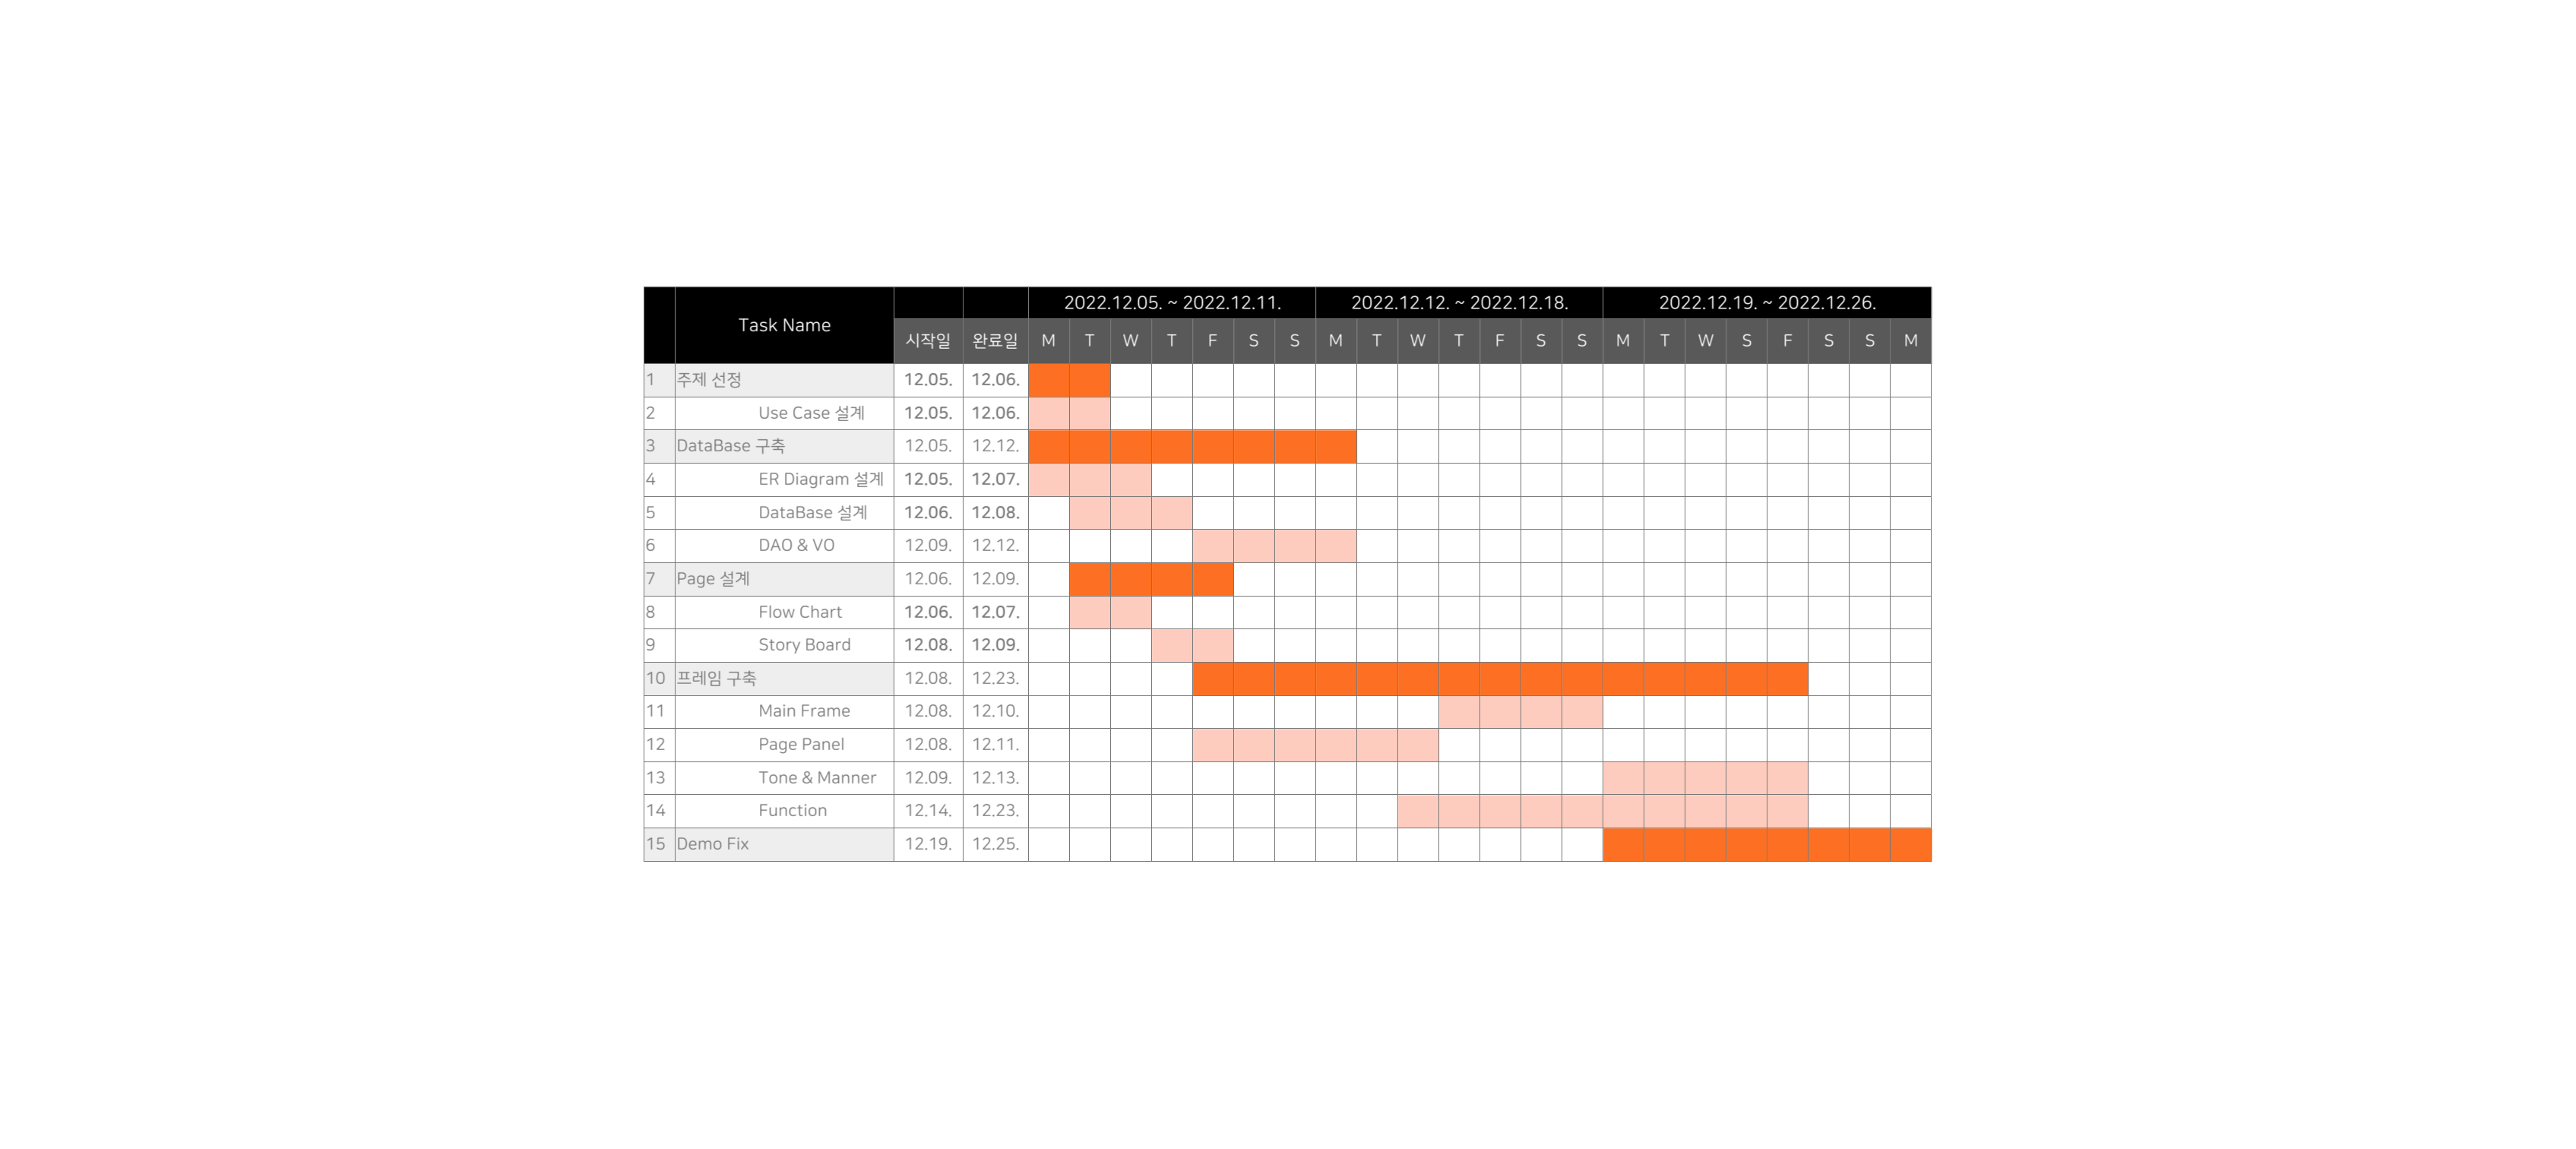 Task Name 2022.12.05. ~ 2022.12.11. 2022.12.12. ~ 2022.12.18. 2022.12.19. ~ 2022.12.26.
시작일 완료일 M T W T F S S M T W T F S S M T W S F S S M
1 주제 선정 12.05. 12.06.
2 Use Case 설계 12.05. 12.06.
3 DataBase 구축 12.05. 12.12.
4 ER Diagram 설계 12.05. 12.07.
5 DataBase 설계 12.06. 12.08.
6 DAO & VO 12.09. 12.12.
7 Page 설계 12.06. 12.09.
8 Flow Chart 12.06. 12.07.
9 Story Board 12.08. 12.09.
10 프레임 구축 12.08. 12.23.
11 Main Frame 12.08. 12.10.
12 Page Panel 12.08. 12.11.
13 Tone & Manner 12.09. 12.13.
14 Function 12.14. 12.23.
15 Demo Fix 12.19. 12.25.